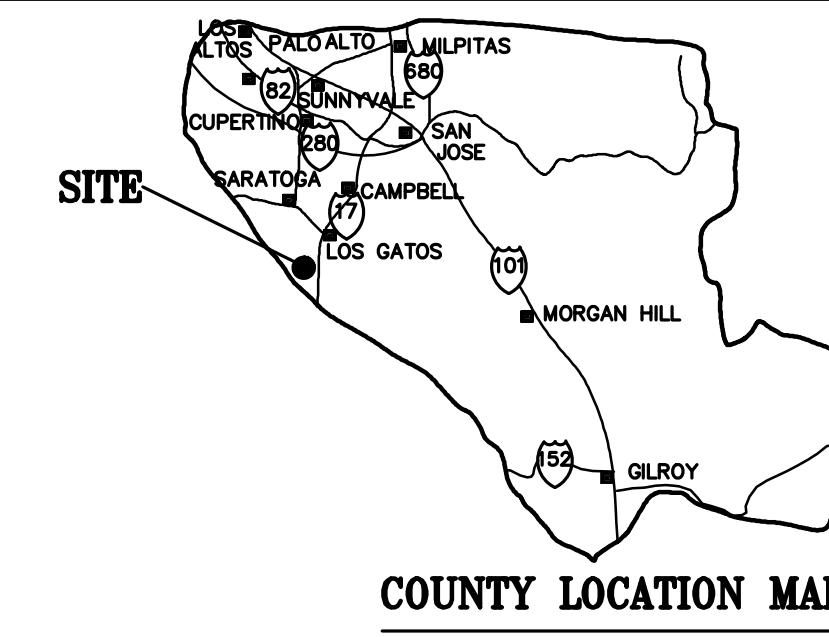 LOS
ALTOS
PALO ALTO
MILPITAS
680
82
SUNNYVALE
CUPERTINO
280
SAN
JOSE
SARATOGA
SITE
CAMPBELL
17
LOS GATOS
101
MORGAN HILL
152
GILROY
COUNTY LOCATION MA